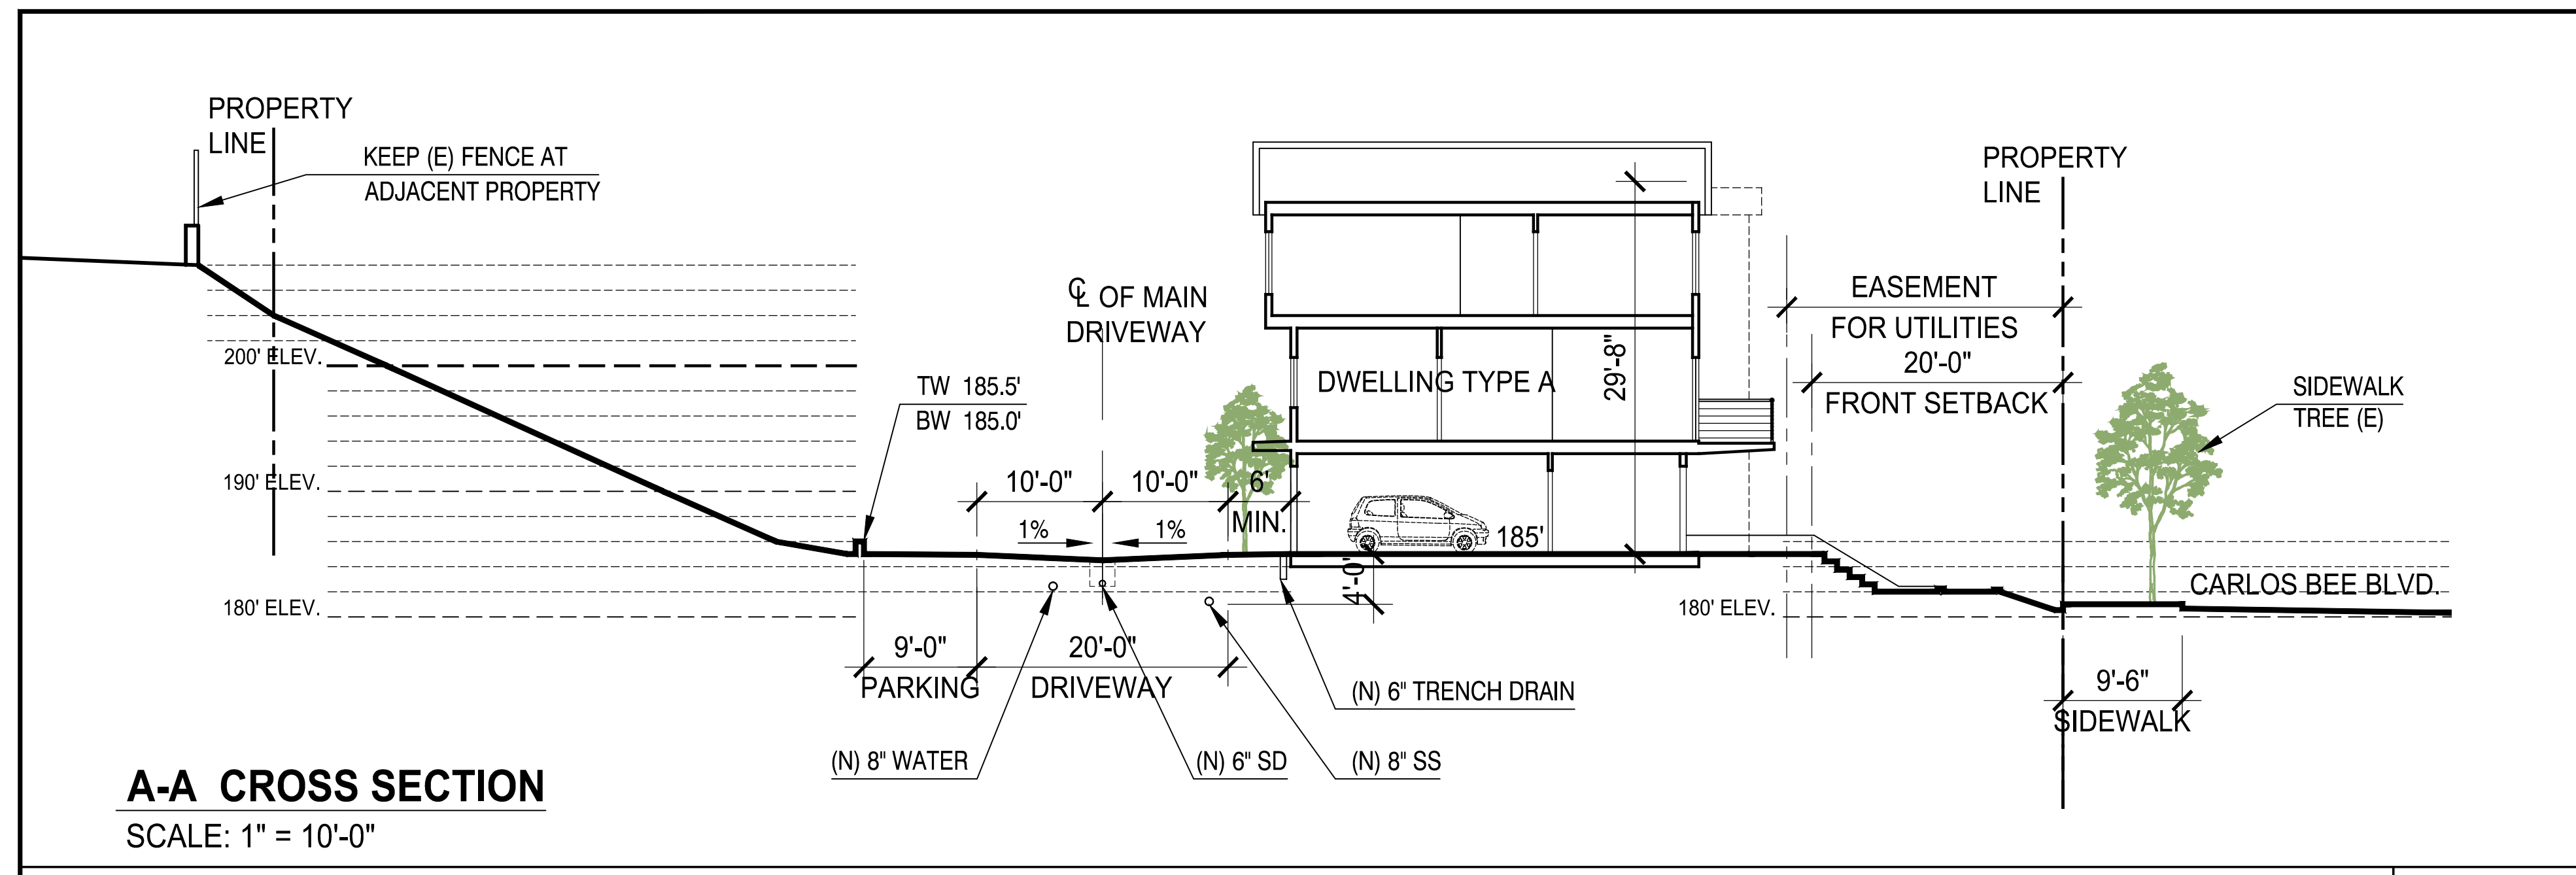 PROPERTY
LINE
KEEP (E) FENCE AT
ADJACENT PROPERTY
200' ELEV.
190' ELEV.
180' ELEV.
TW 185.5'
BW 185.0'
℄ OF MAIN
DRIVEWAY
10'-0"
10'-0"
6'
MIN.
1%
1%
DWELLING TYPE A
29'-8"
185'
4'-0"
PROPERTY
LINE
EASEMENT
FOR UTILITIES
20'-0"
FRONT SETBACK
SIDEWALK
TREE (E)
CARLOS BEE BLVD.
180' ELEV.
9'-0"
PARKING
20'-0"
DRIVEWAY
9'-6"
SIDEWALK
(N) 6" TRENCH DRAIN
(N) 8" WATER
(N) 6" SD
(N) 8" SS
A-A CROSS SECTION
SCALE: 1" = 10'-0"